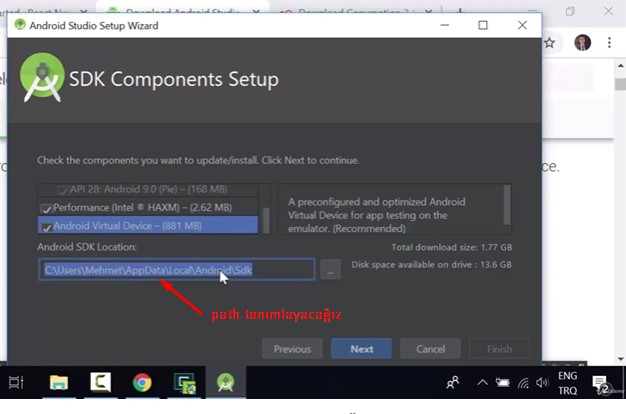 Download Android Studio
Android Studio Setup Wizard
SDK Components Setup
Check the components you want to update/install. Click Next to continue.
API 28: Android 9.0 (Pie) – (168 MB)
Performance (Intel ® HAXM) – (2.62 MB)
Android Virtual Device – (881 MB)
A preconfigured and optimized Android
Virtual Device for app testing on the
emulator. (Recommended)
Android SDK Location:
Total download size: 1.77 GB
C:\Users\Mehmet\AppData\Local\Android\Sdk
...
Disk space available on drive : 13.6 GB
path tanımlayacağız
Previous
Next
Cancel
Finish
ENG
TRQ
2